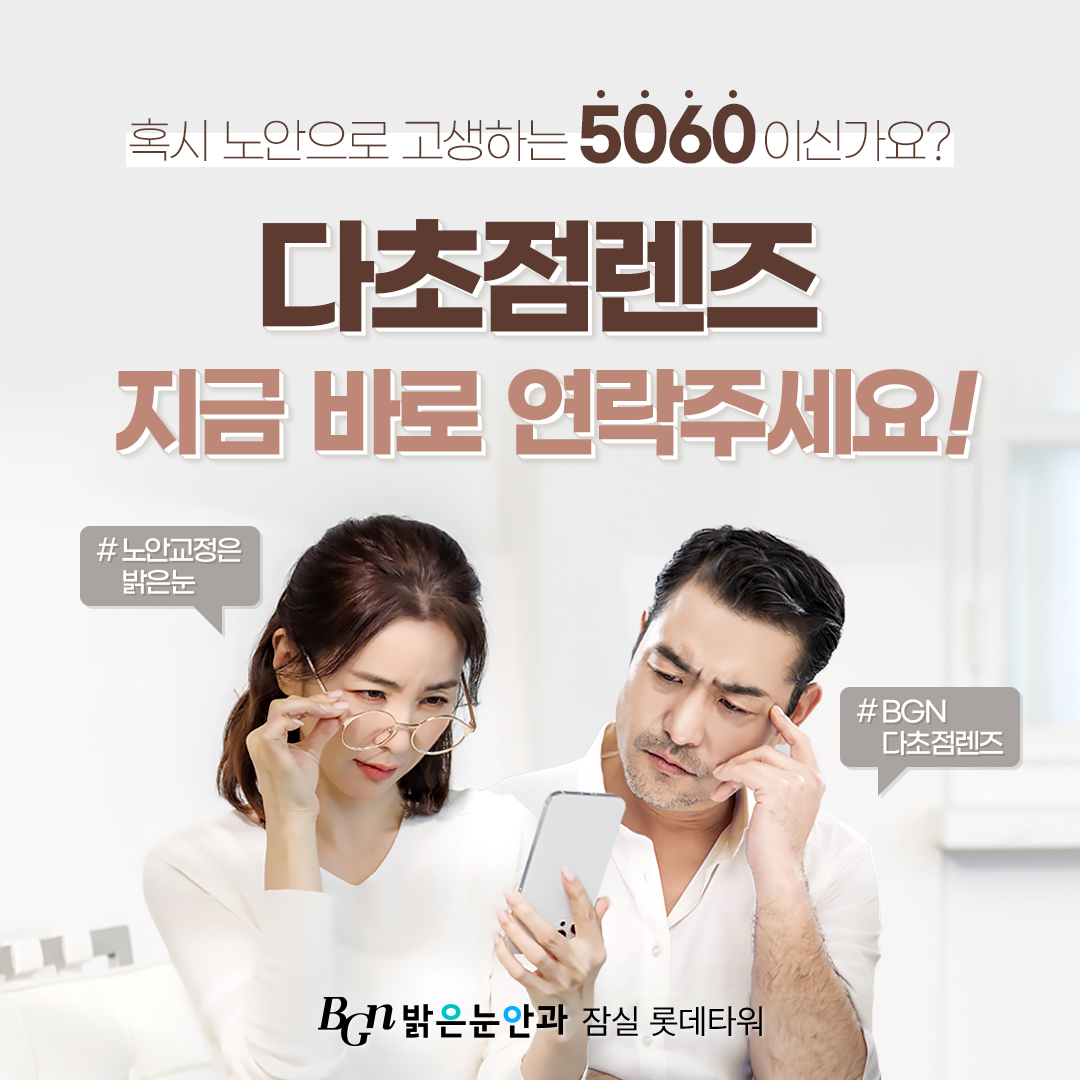 혹시 노안으로 고생하는 5060이신가요?
다초점렌즈
지금 바로 연락주세요!
# 노안교정은
밝은눈
# BGN
다초점렌즈
BGN 밝은눈안과 잠실 롯데타워